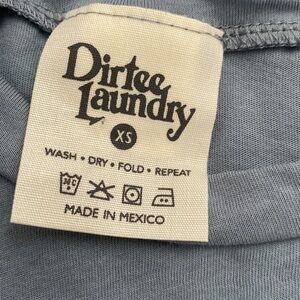 Dirtee
Laundry
XS
WASH • DRY • FOLD • REPEAT
MADE IN MEXICO